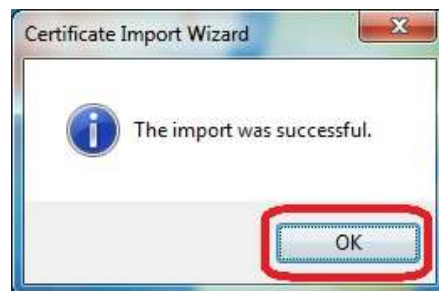 Certificate Import Wizard
The import was successful.
OK